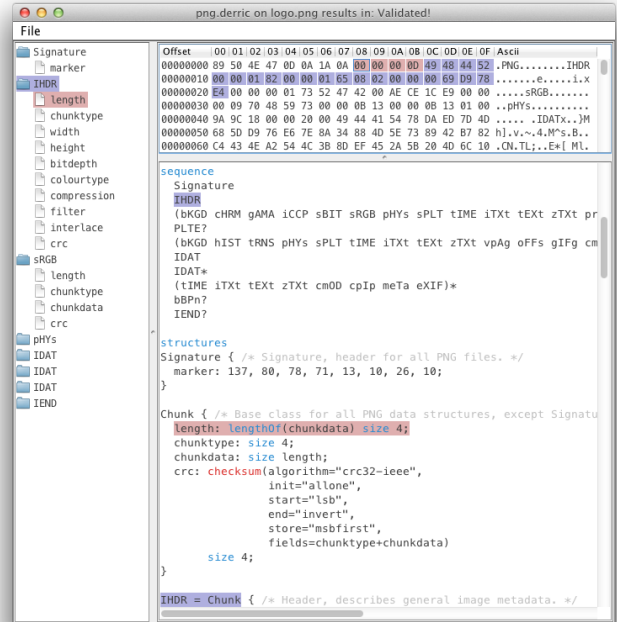 png.derric on logo.png results in: Validated!
File
Signature
marker
IHDR
length
chunktype
width
height
bitdepth
colourtype
compression
filter
interlace
crc
sRGB
length
chunktype
chunkdata
crc
pHYs
IDAT
IDAT
IDAT
IEND
Offset 00 01 02 03 04 05 06 07 08 09 0A 0B 0C 0D 0E 0F Ascii
00000000 89 50 4E 47 0D 0A 1A 0A 00 00 00 0D 49 48 44 52 .PNG........IHDR
00000010 00 00 01 82 00 00 01 65 08 02 00 00 00 69 D9 78 .......e.....i.x
00000020 E4 00 00 00 01 73 52 47 42 00 AE CE 1C E9 00 00 .....sRGB.......
00000030 00 09 70 48 59 73 00 00 0B 13 00 00 0B 13 01 00 ..pHYs..........
00000040 9A 9C 18 00 00 20 00 49 44 41 54 78 DA ED 7D 4D ..... .IDATx..}M
00000050 68 5D D9 76 E6 7E 8A 34 88 4D 5E 73 89 42 B7 82 h].v.~.4.M^s.B..
00000060 C4 43 4E A2 54 4C 3B 8D EF 45 2A 5B 20 4D 6C 10 .CN.TL;..E*[ Ml.
sequence
Signature
IHDR
(bKGD cHRM gAMA iCCP sBIT sRGB pHYs sPLT tIME iTXt tEXt zTXt pr
PLTE?
(bKGD hIST tRNS pHYs sPLT tIME iTXt tEXt zTXt vpAg oFFs gIFg cm
IDAT
IDAT*
(tIME iTXt tEXt zTXt cmOD cpIp meTa eXIF)*
bBPn?
IEND?
structures
Signature { /* Signature, header for all PNG files. */
marker: 137, 80, 78, 71, 13, 10, 26, 10;
}
Chunk { /* Base class for all PNG data structures, except Signatu
length: lengthOf(chunkdata) size 4;
chunktype: size 4;
chunkdata: size length;
crc: checksum(algorithm="crc32-ieee",
init="allone",
start="lsb",
end="invert",
store="msbfirst",
fields=chunktype+chunkdata)
size 4;
}
IHDR = Chunk { /* Header, describes general image metadata. */